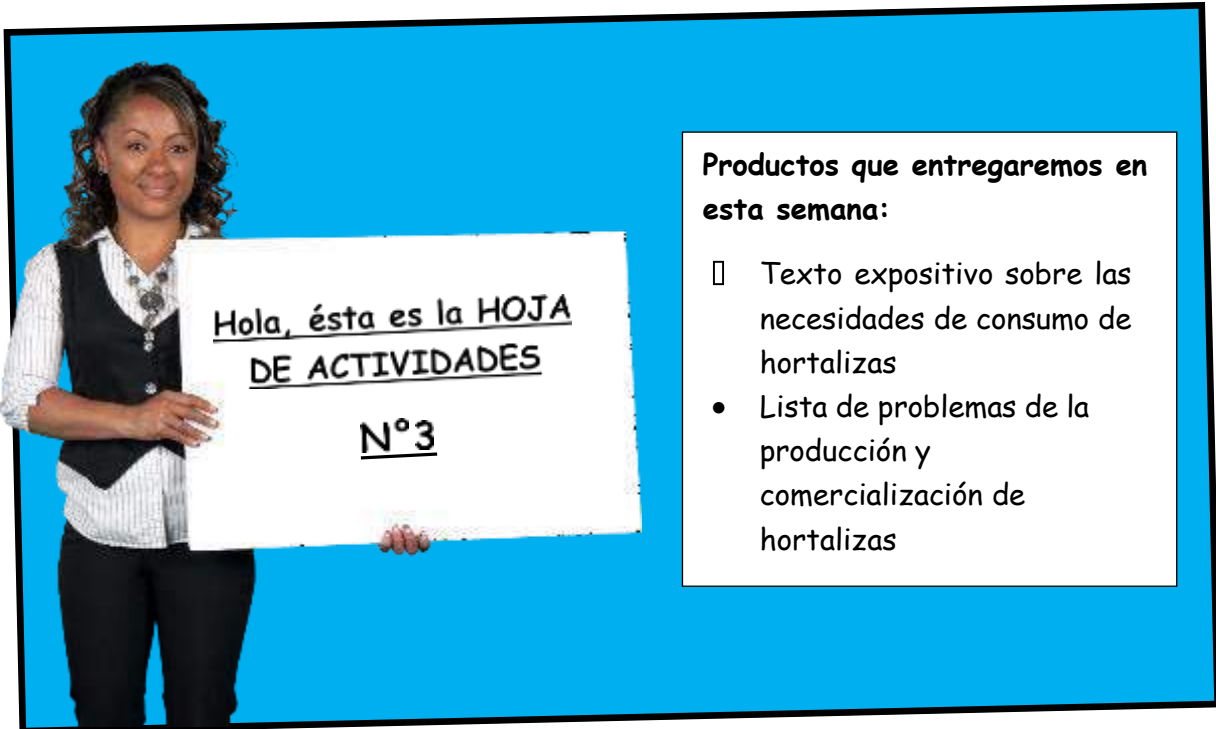 Hola, ésta es la HOJA
DE ACTIVIDADES
N°3
Productos que entregaremos en
esta semana:
▯ Texto expositivo sobre las
necesidades de consumo de
hortalizas
• Lista de problemas de la
producción y
comercialización de
hortalizas